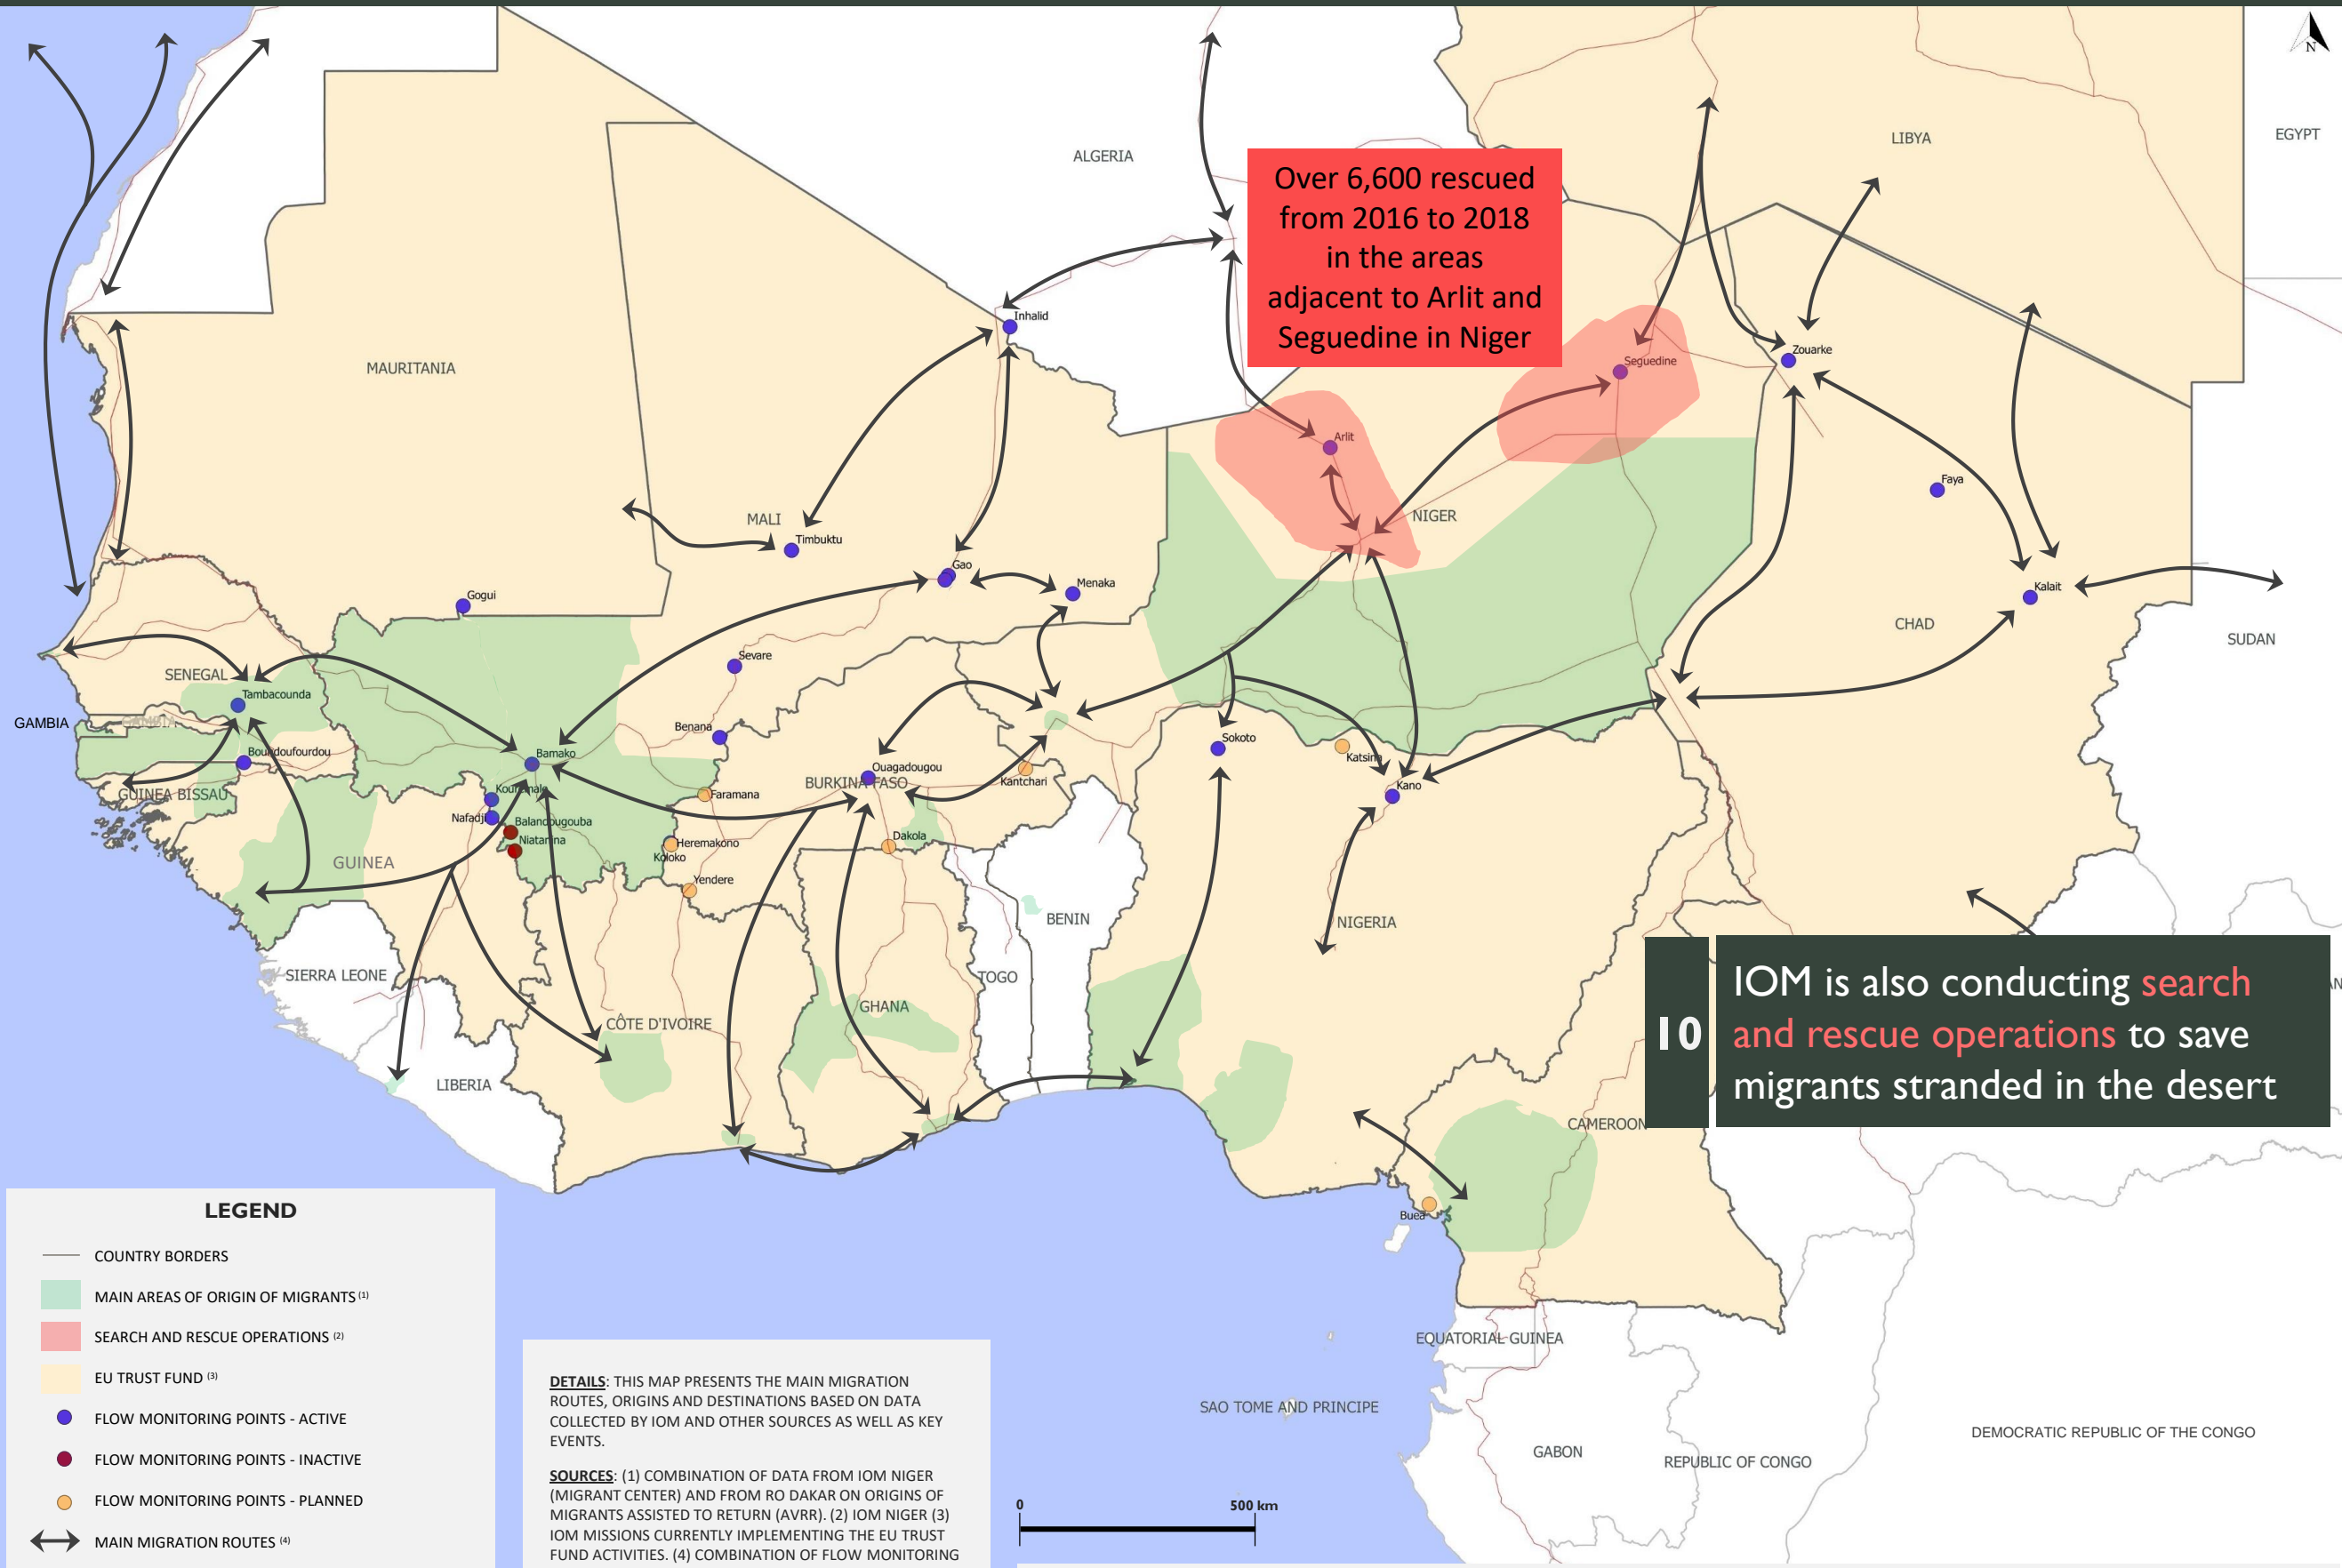 N
ALGERIA
LIBYA
EGYPT
Over 6,600 rescued
from 2016 to 2018
in the areas
adjacent to Arlit and
Seguedine in Niger
Inhalid
Zouarke
Seguedine
MAURITANIA
Arlit
Faya
MALI
NIGER
Timbuktu
Gao
Menaka
Gogui
Kalait
CHAD
SUDAN
Sevare
SENEGAL
Tambacounda
GAMBIA
GAMBIA
Benana
Sokoto
Boundoufourdou
Bamako
Katsina
Ouagadougou
BURKINA FASO
Kantchari
Kano
GUINEA BISSAU
Kouremale
Faramana
Nafadji
Balandougouba
Niatanina
Dakola
Heremakono
Koloko
GUINEA
Yendere
BENIN
NIGERIA
SIERRA LEONE
TOGO
GHANA
CÔTE D'IVOIRE
10
IOM is also conducting search
and rescue operations to save
migrants stranded in the desert
LIBERIA
CAMEROON
Buea
EQUATORIAL GUINEA
SAO TOME AND PRINCIPE
GABON
REPUBLIC OF CONGO
DEMOCRATIC REPUBLIC OF THE CONGO
LEGEND
COUNTRY BORDERS
MAIN AREAS OF ORIGIN OF MIGRANTS (1)
SEARCH AND RESCUE OPERATIONS (2)
EU TRUST FUND (3)
FLOW MONITORING POINTS - ACTIVE
FLOW MONITORING POINTS - INACTIVE
FLOW MONITORING POINTS - PLANNED
MAIN MIGRATION ROUTES (4)
DETAILS: THIS MAP PRESENTS THE MAIN MIGRATION
ROUTES, ORIGINS AND DESTINATIONS BASED ON DATA
COLLECTED BY IOM AND OTHER SOURCES AS WELL AS KEY
EVENTS.
SOURCES: (1) COMBINATION OF DATA FROM IOM NIGER
(MIGRANT CENTER) AND FROM RO DAKAR ON ORIGINS OF
MIGRANTS ASSISTED TO RETURN (AVRR). (2) IOM NIGER (3)
IOM MISSIONS CURRENTLY IMPLEMENTING THE EU TRUST
FUND ACTIVITIES. (4) COMBINATION OF FLOW MONITORING
0
500 km